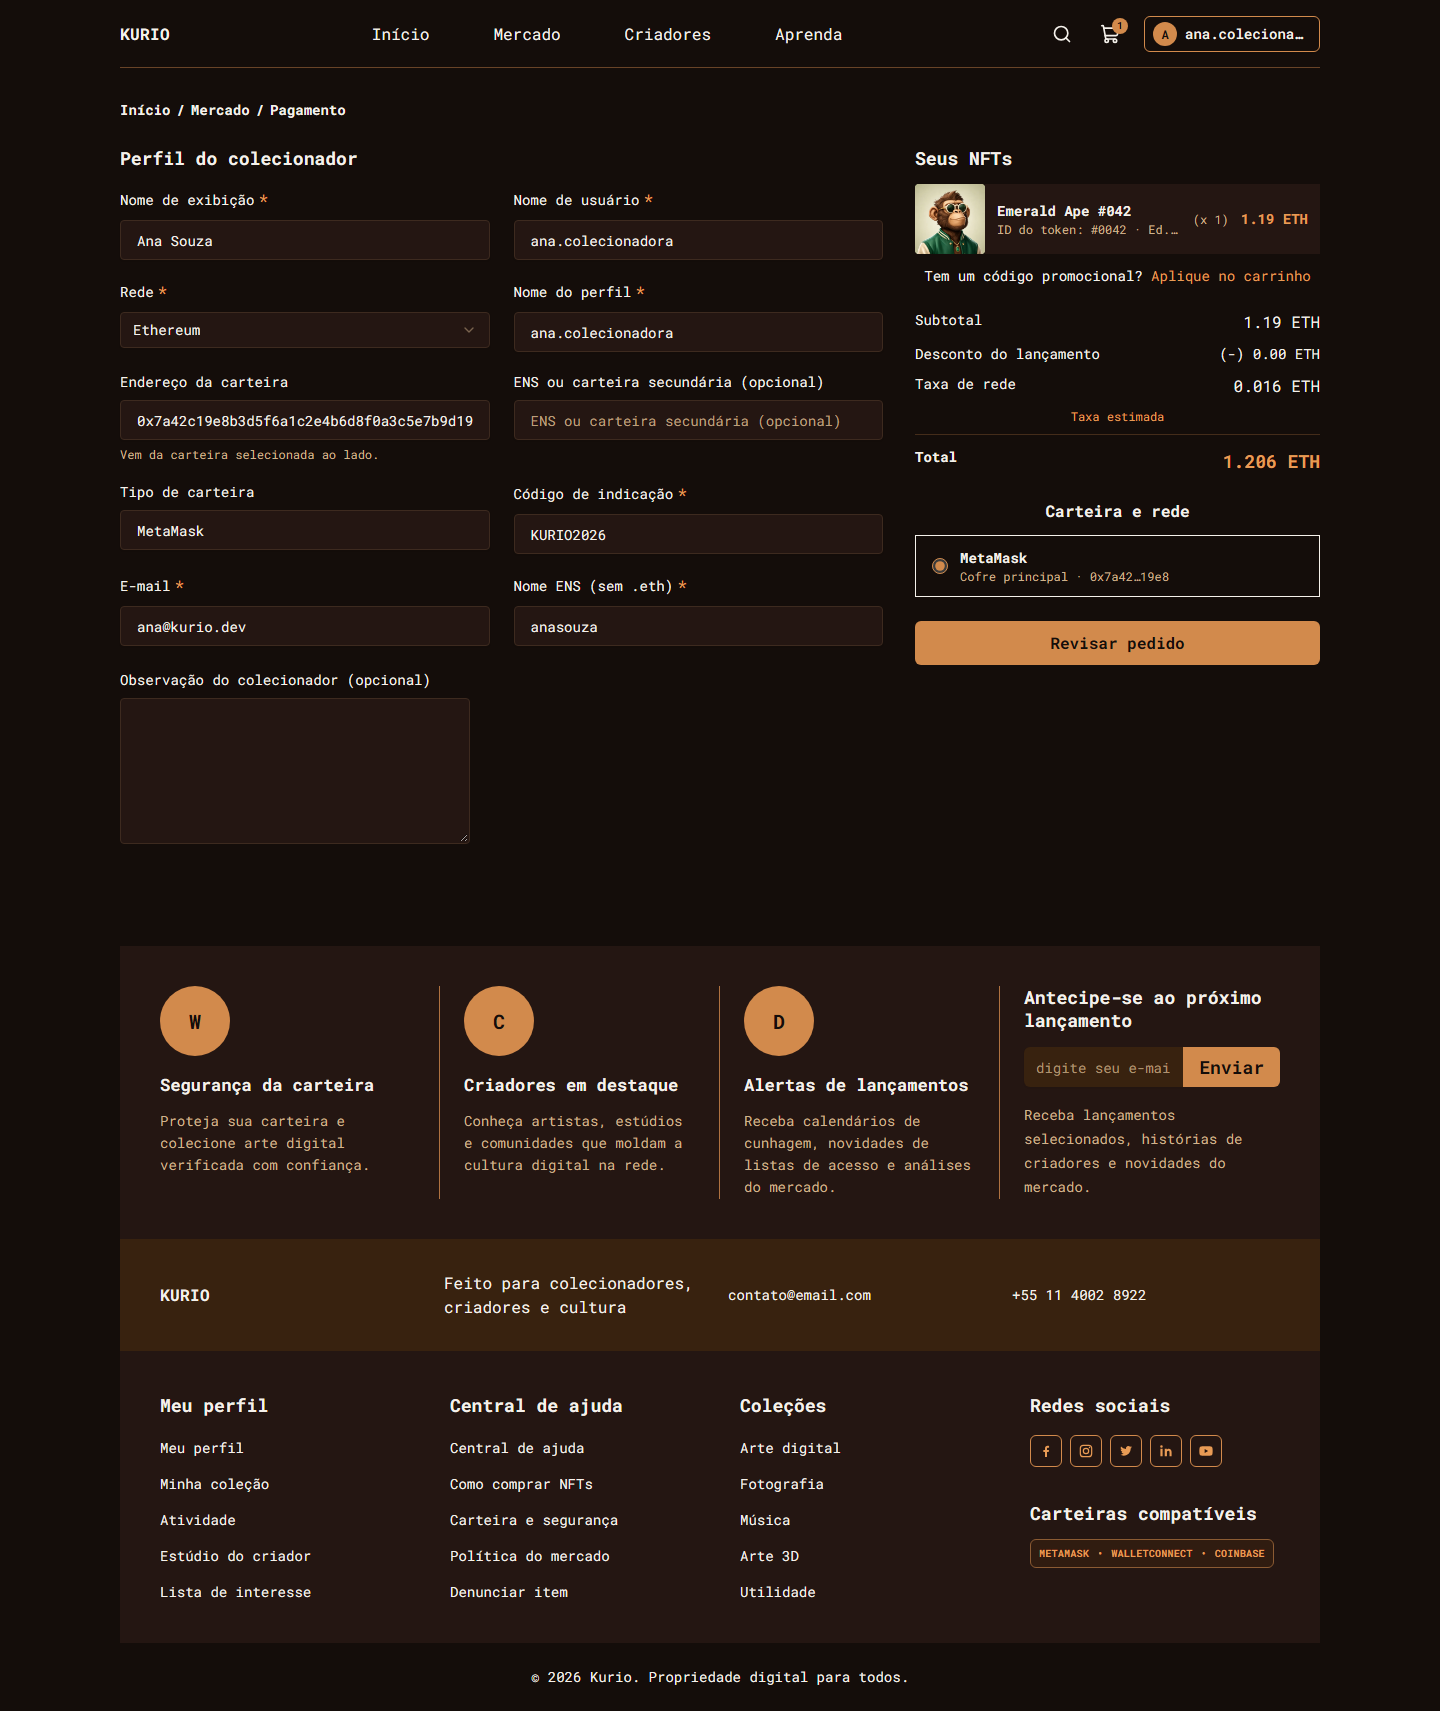 KURIO
Início
Mercado
Criadores
Aprenda
1
A
ana.coleciona…
Início / Mercado / Pagamento
Perfil do colecionador
Nome de exibição *
Ana Souza
Nome de usuário *
ana.colecionadora
Rede *
Ethereum
Nome do perfil *
ana.colecionadora
Endereço da carteira
0x7a42c19e8b3d5f6a1c2e4b6d8f0a3c5e7b9d19
Vem da carteira selecionada ao lado.
ENS ou carteira secundária (opcional)
ENS ou carteira secundária (opcional)
Tipo de carteira
MetaMask
Código de indicação *
KURIO2026
E-mail *
ana@kurio.dev
Nome ENS (sem .eth) *
anasouza
Observação do colecionador (opcional)
Seus NFTs
Emerald Ape #042
ID do token: #0042 · Ed.…
(x 1)
1.19 ETH
Tem um código promocional? Aplique no carrinho
Subtotal
1.19 ETH
Desconto do lançamento
(-) 0.00 ETH
Taxa de rede
0.016 ETH
Taxa estimada
Total
1.206 ETH
Carteira e rede
MetaMask
Cofre principal · 0x7a42…19e8
Revisar pedido
W
Segurança da carteira
Proteja sua carteira e
colecione arte digital
verificada com confiança.
C
Criadores em destaque
Conheça artistas, estúdios
e comunidades que moldam a
cultura digital na rede.
D
Alertas de lançamentos
Receba calendários de
cunhagem, novidades de
listas de acesso e análises
do mercado.
Antecipe-se ao próximo
lançamento
digite seu e-mai
Enviar
Receba lançamentos
selecionados, histórias de
criadores e novidades do
mercado.
KURIO
Feito para colecionadores,
criadores e cultura
contato@email.com
+55 11 4002 8922
Meu perfil
Meu perfil
Minha coleção
Atividade
Estúdio do criador
Lista de interesse
Central de ajuda
Central de ajuda
Como comprar NFTs
Carteira e segurança
Política do mercado
Denunciar item
Coleções
Arte digital
Fotografia
Música
Arte 3D
Utilidade
Redes sociais
Carteiras compatíveis
METAMASK • WALLETCONNECT • COINBASE
© 2026 Kurio. Propriedade digital para todos.